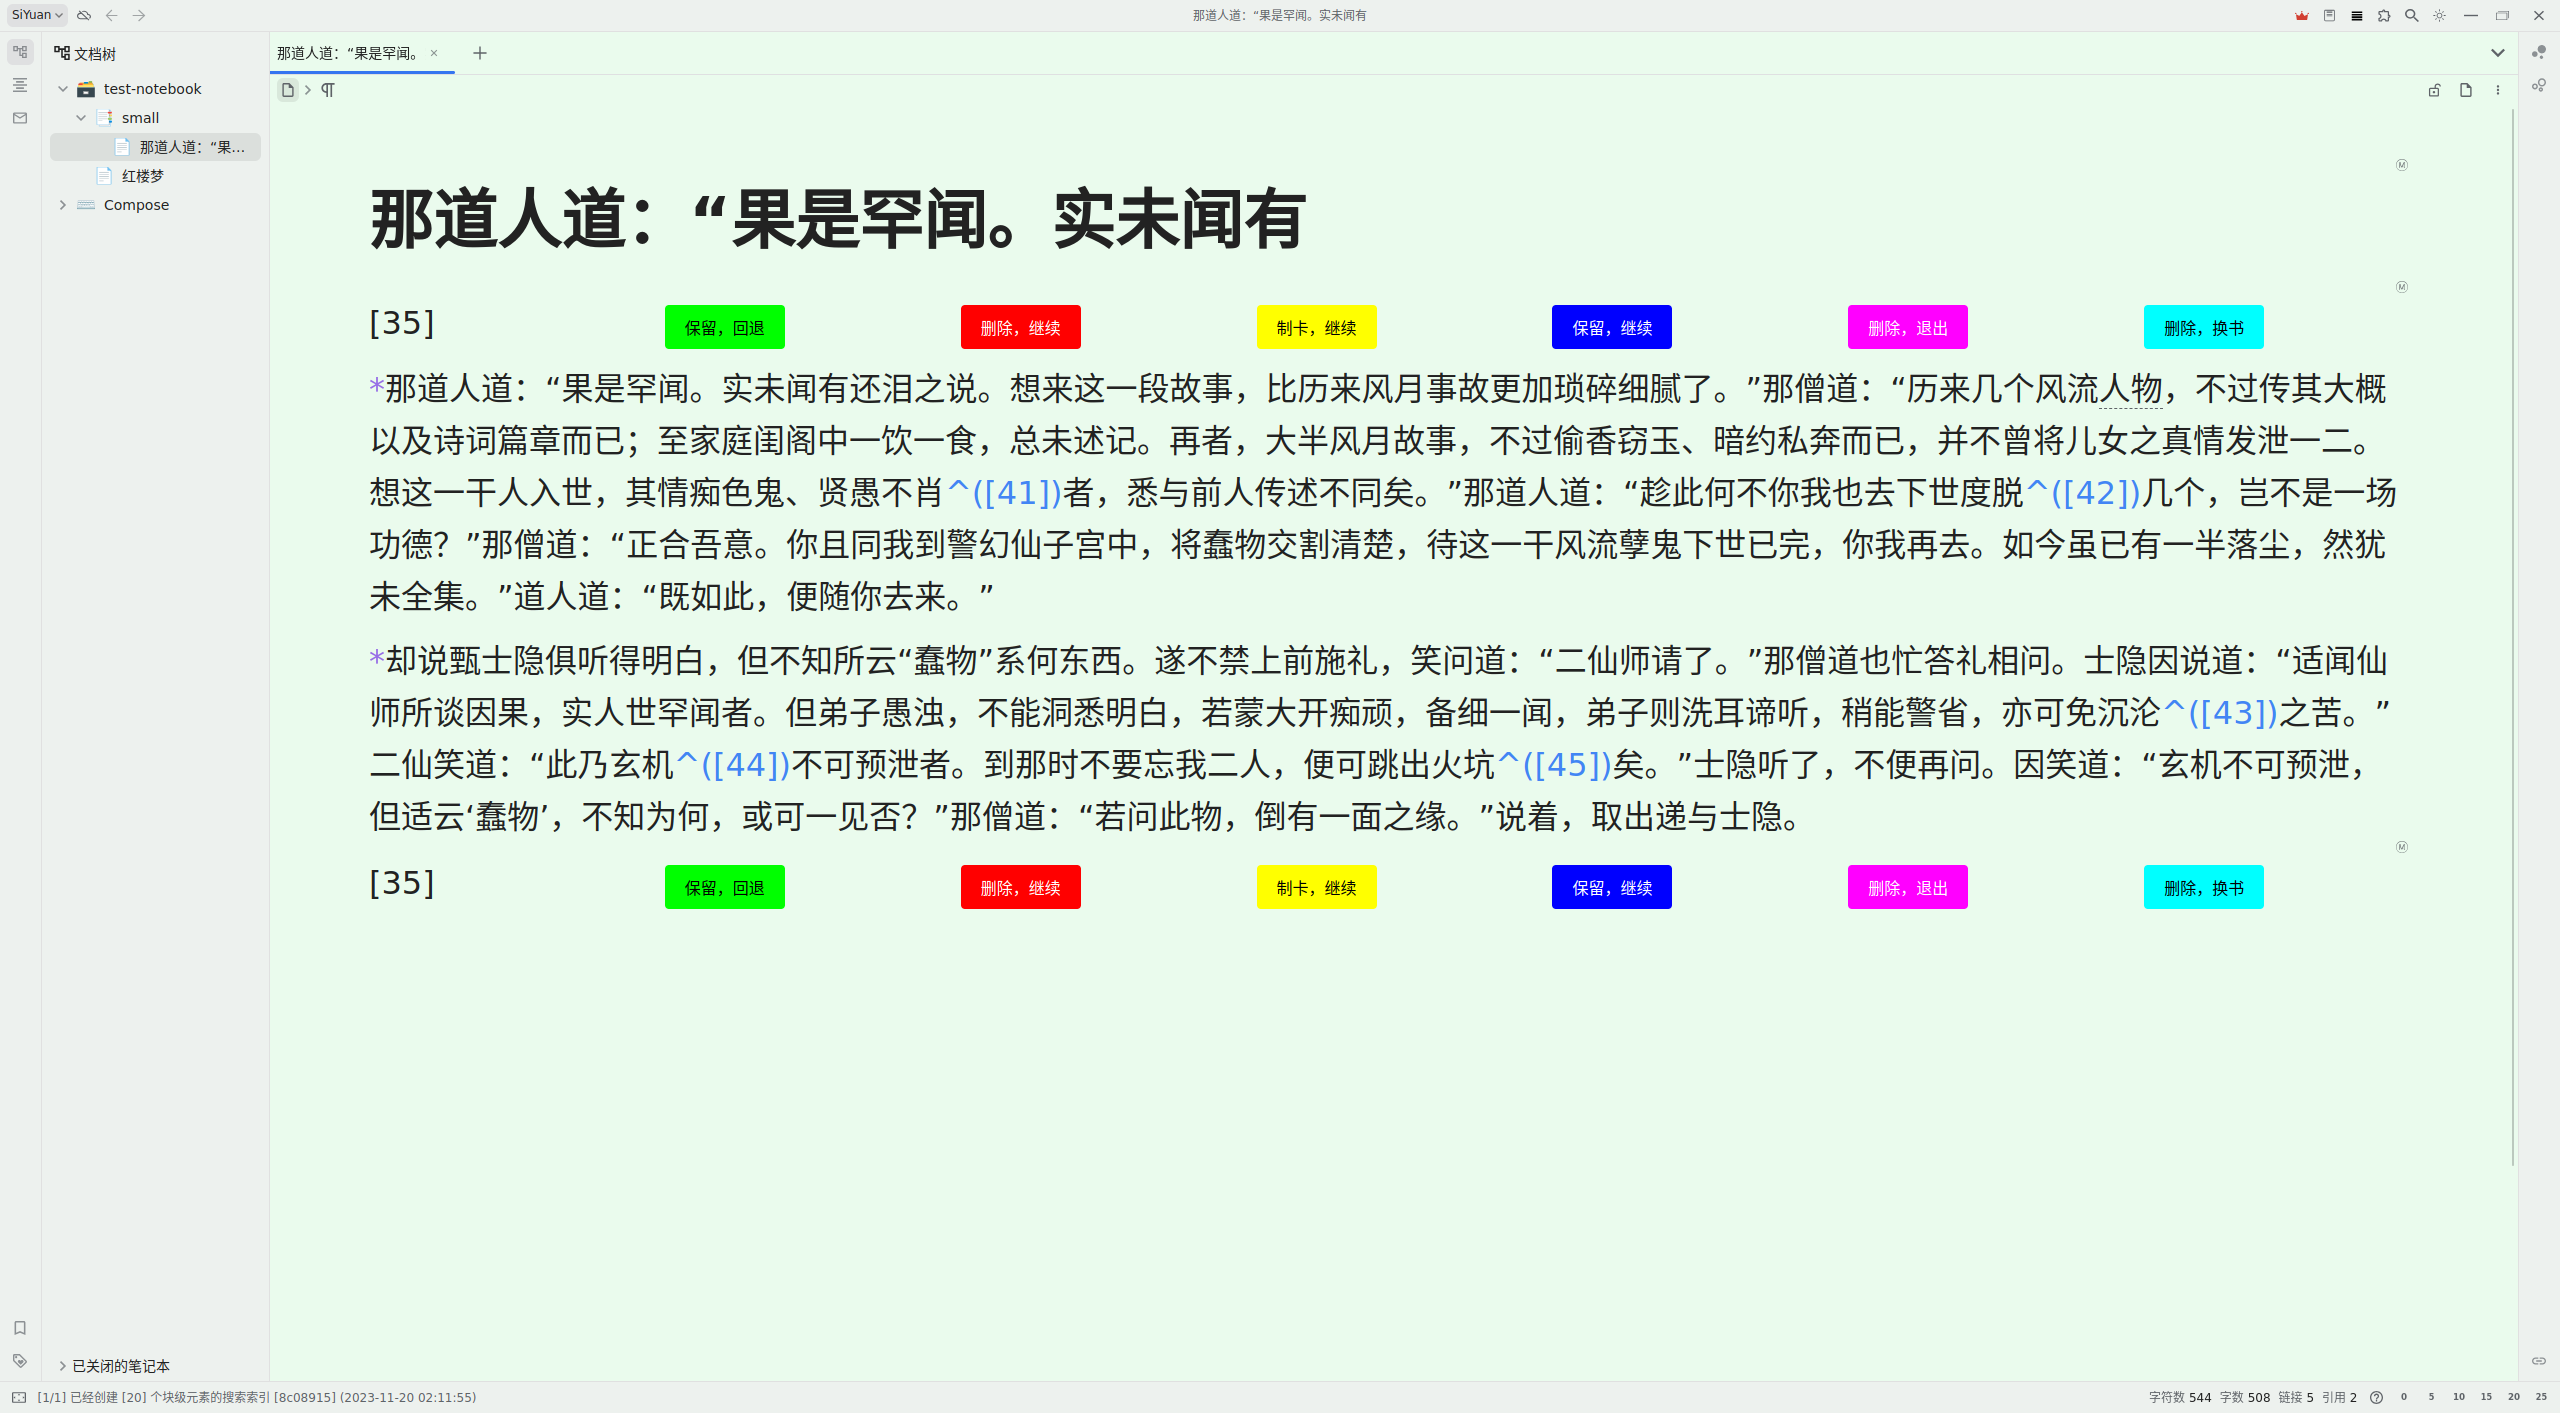 SiYuan
那道人道：“果是罕闻。实未闻有
文档树
test-notebook
small
那道人道：“果…
红楼梦
Compose
已关闭的笔记本
那道人道：“果是罕闻。
那道人道：“果是罕闻。实未闻有
[35] 保留，回退 删除，继续 制卡，继续 保留，继续 删除，退出 删除，换书
*那道人道：“果是罕闻。实未闻有还泪之说。想来这一段故事，比历来风月事故更加琐碎细腻了。”那僧道：“历来几个风流人物，不过传其大概
以及诗词篇章而已；至家庭闺阁中一饮一食，总未述记。再者，大半风月故事，不过偷香窃玉、暗约私奔而已，并不曾将儿女之真情发泄一二。
想这一干人入世，其情痴色鬼、贤愚不肖^([41])者，悉与前人传述不同矣。”那道人道：“趁此何不你我也去下世度脱^([42])几个，岂不是一场
功德？”那僧道：“正合吾意。你且同我到警幻仙子宫中，将蠢物交割清楚，待这一干风流孽鬼下世已完，你我再去。如今虽已有一半落尘，然犹
未全集。”道人道：“既如此，便随你去来。”
*却说甄士隐俱听得明白，但不知所云“蠢物”系何东西。遂不禁上前施礼，笑问道：“二仙师请了。”那僧道也忙答礼相问。士隐因说道：“适闻仙
师所谈因果，实人世罕闻者。但弟子愚浊，不能洞悉明白，若蒙大开痴顽，备细一闻，弟子则洗耳谛听，稍能警省，亦可免沉沦^([43])之苦。”
二仙笑道：“此乃玄机^([44])不可预泄者。到那时不要忘我二人，便可跳出火坑^([45])矣。”士隐听了，不便再问。因笑道：“玄机不可预泄，
但适云‘蠢物’，不知为何，或可一见否？”那僧道：“若问此物，倒有一面之缘。”说着，取出递与士隐。
[35] 保留，回退 删除，继续 制卡，继续 保留，继续 删除，退出 删除，换书
[1/1] 已经创建 [20] 个块级元素的搜索索引 [8c08915] (2023-11-20 02:11:55)
字符数 544 字数 508 链接 5 引用 2 0 5 10 15 20 25